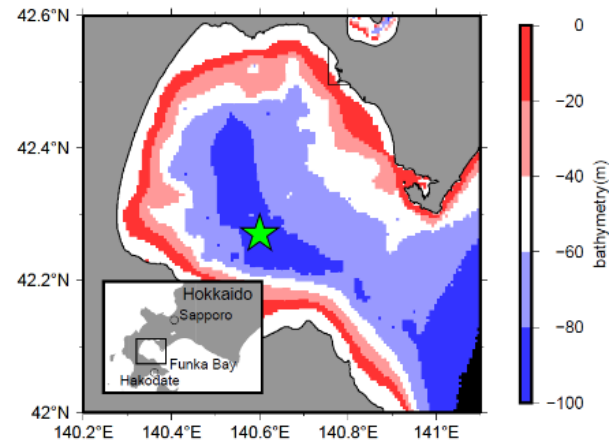 42.6°N
42.4°N
42.2°N
42°N
140.2°E
140.4°E
140.6°E
140.8°E
141°E
Hokkaido
Sapporo
Funka Bay
Hakodate
0
−20
−40
−60
−80
−100
bathymetry(m)